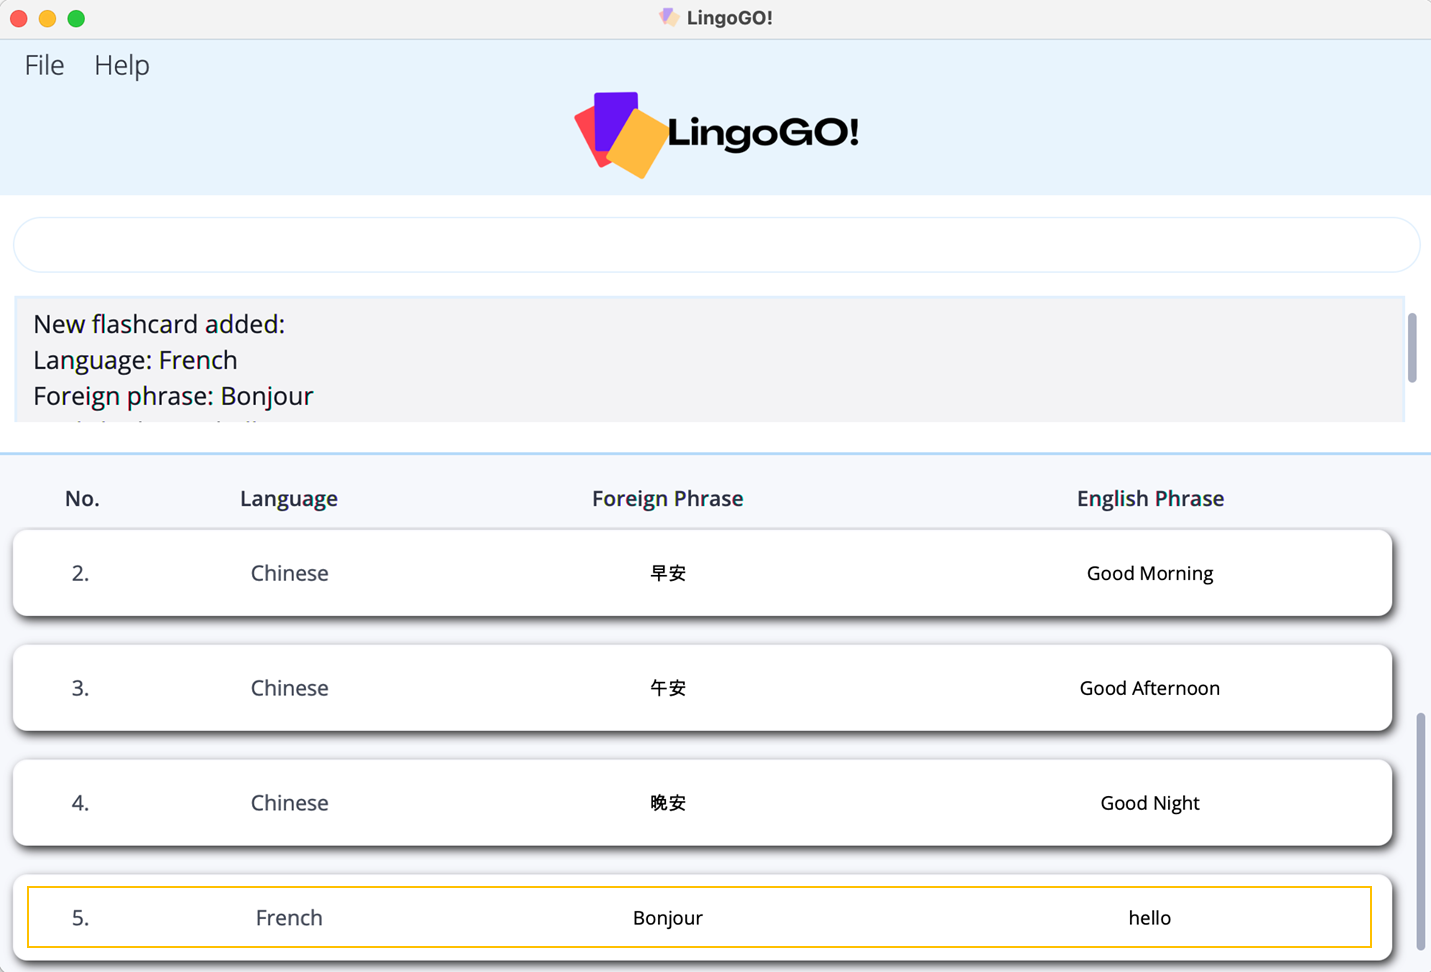 LingoGO!
File Help
LingoGO!
New flashcard added:
Language: French
Foreign phrase: Bonjour
No. Language Foreign Phrase English Phrase
2. Chinese 早安 Good Morning
3. Chinese 午安 Good Afternoon
4. Chinese 晚安 Good Night
5. French Bonjour hello